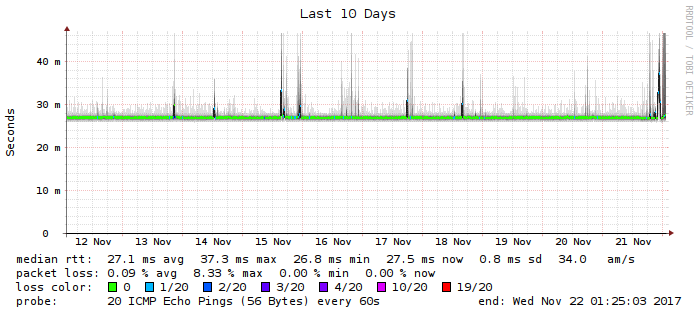 Last 10 Days
RRDTOOL / TOBI OETIKER
Seconds
40 m
30 m
20 m
10 m
0
12 Nov 13 Nov 14 Nov 15 Nov 16 Nov 17 Nov 18 Nov 19 Nov 20 Nov 21 Nov
median rtt: 27.1 ms avg 37.3 ms max 26.8 ms min 27.5 ms now 0.8 ms sd 34.0 am/s
packet loss: 0.09 % avg 8.33 % max 0.00 % min 0.00 % now
loss color: 0 1/20 2/20 3/20 4/20 10/20 19/20
probe: 20 ICMP Echo Pings (56 Bytes) every 60s end: Wed Nov 22 01:25:03 2017